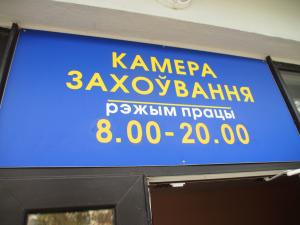 КАМЕРА
ЗАХОЎВАННЯ
рэжым працы
8.00-20.00